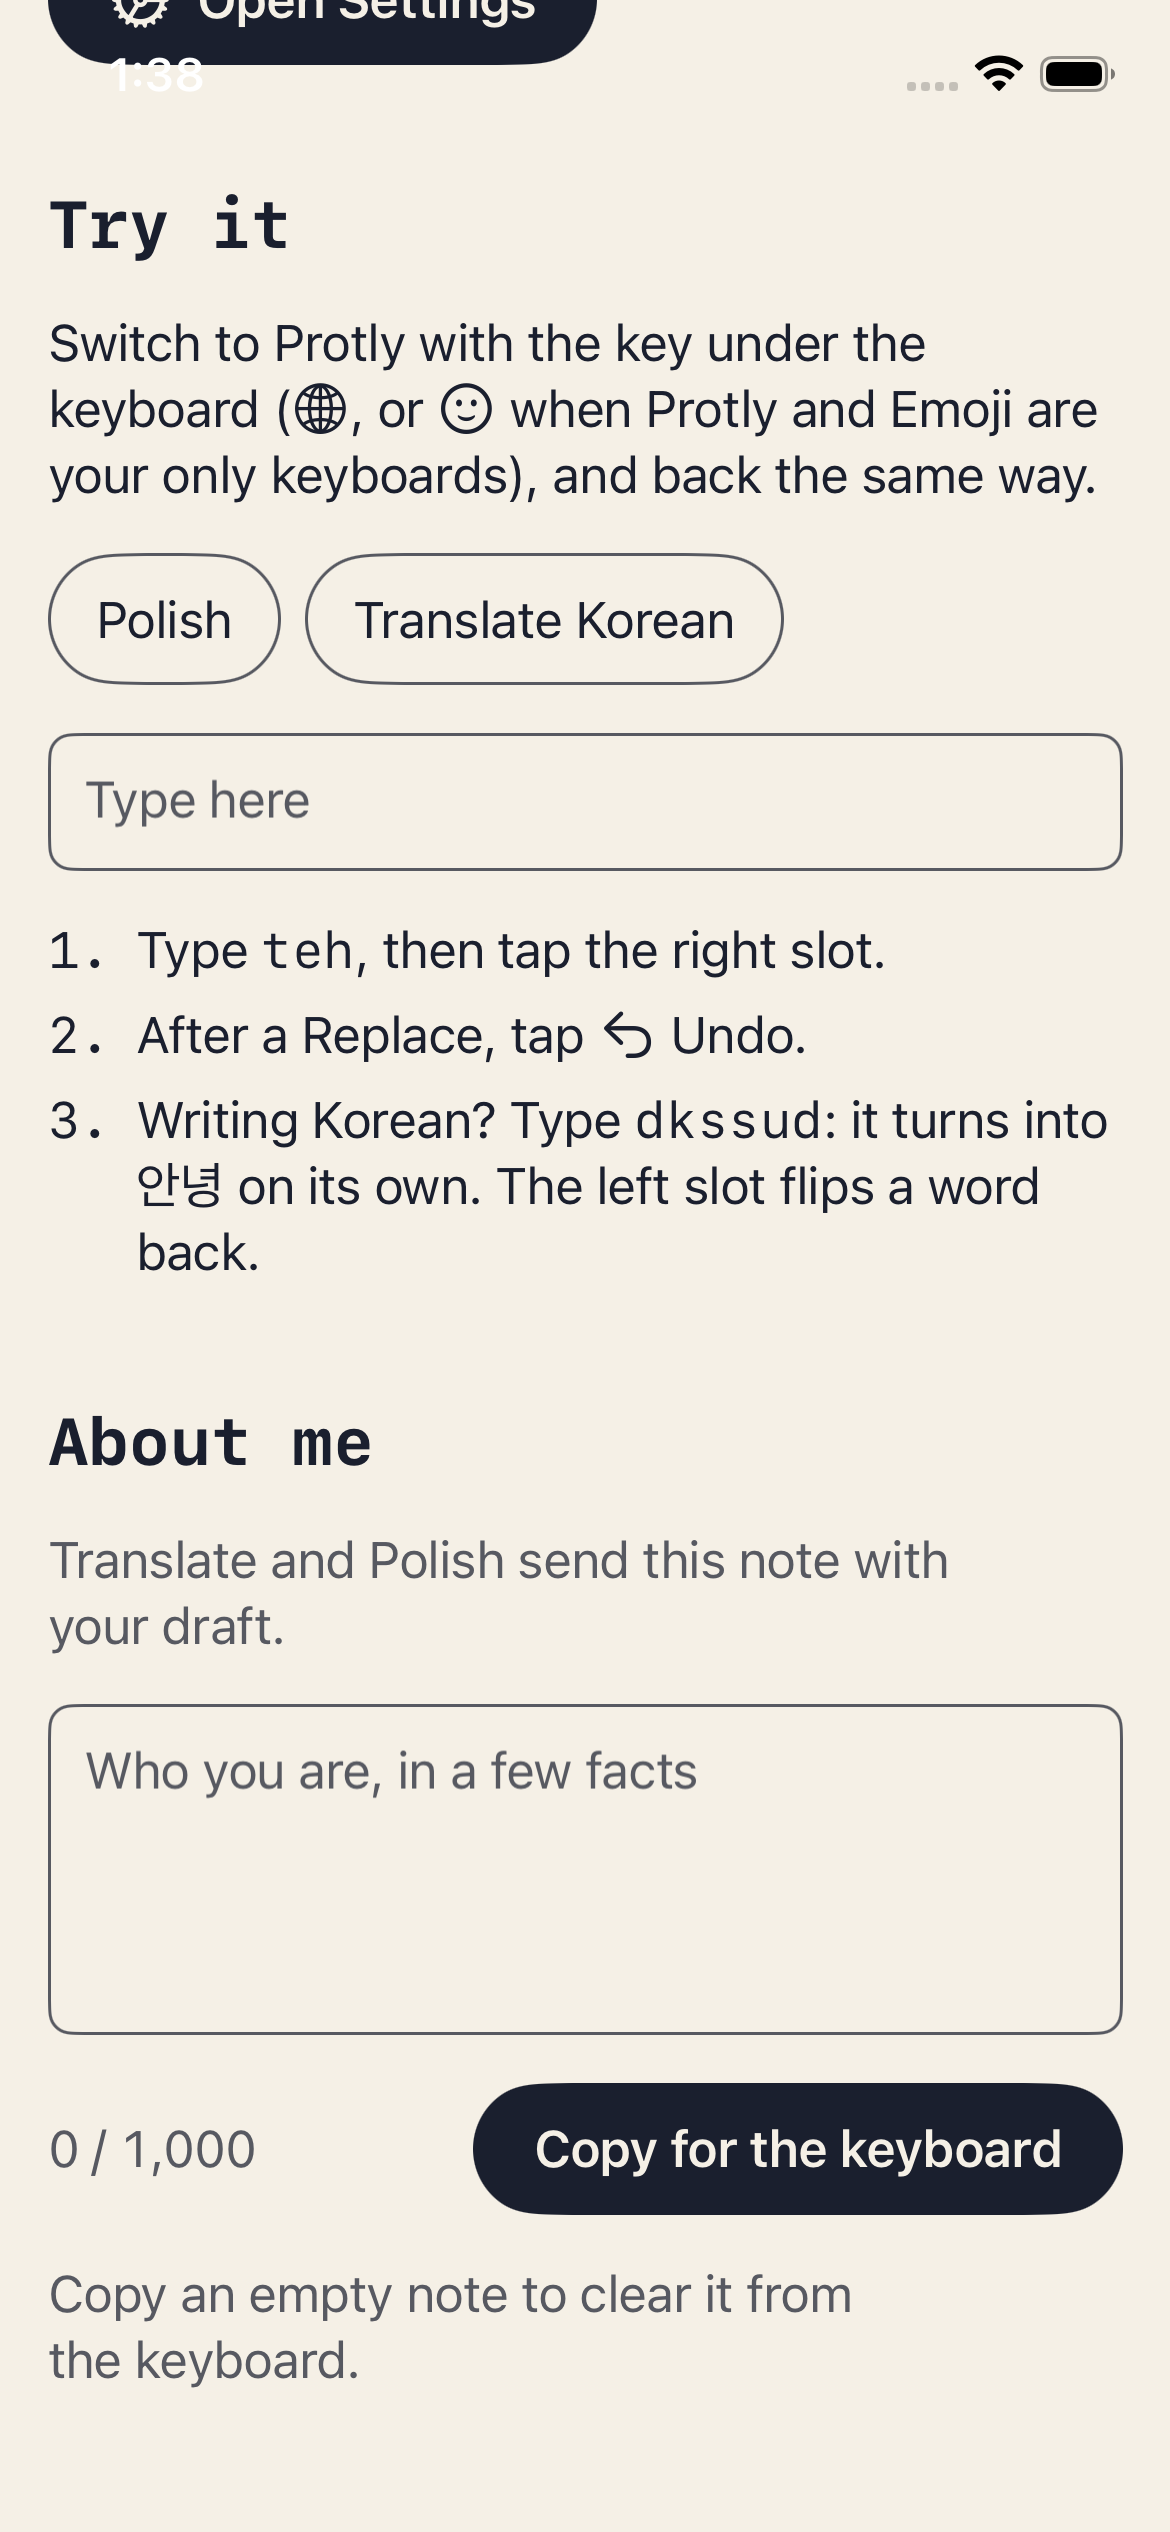 Open Settings
1:38
Try it
Switch to Protly with the key under the
keyboard (🌐, or ☺ when Protly and Emoji are
your only keyboards), and back the same way.
Polish
Translate Korean
Type here
1. Type teh, then tap the right slot.
2. After a Replace, tap ↩ Undo.
3. Writing Korean? Type dkssud: it turns into
안녕 on its own. The left slot flips a word
back.
About me
Translate and Polish send this note with
your draft.
Who you are, in a few facts
0 / 1,000
Copy for the keyboard
Copy an empty note to clear it from
the keyboard.